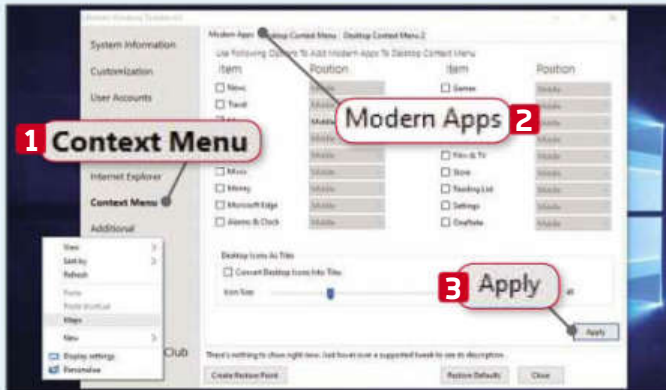 Ultimate Windows Tweaker 4.0
System Information
Customization
User Accounts
Internet Explorer
Context Menu
Additional
Modern Apps
Desktop Context Menu
Desktop Context Menu 2
Use Following Options To Add Modern Apps To Desktop Context Menu
Item Position Item Position
News Middle Games Middle
Travel Middle
Middle
1 Context Menu
Modern Apps 2
Film & TV Middle
Music Middle Store Middle
Money Middle Reading List Middle
Microsoft Edge Middle Settings Middle
Alarms & Clock Middle OneNote Middle
Desktop Icons As Tiles
Convert Desktop Icons Into Tiles
Icon Size 48
3 Apply
Apply
View
Sort by
Refresh
Paste
Paste shortcut
Maps
New
Display settings
Personalise
Club
There's nothing to show right now. Just hover over a supported tweak to see its description.
Create Restore Point Restore Defaults Close